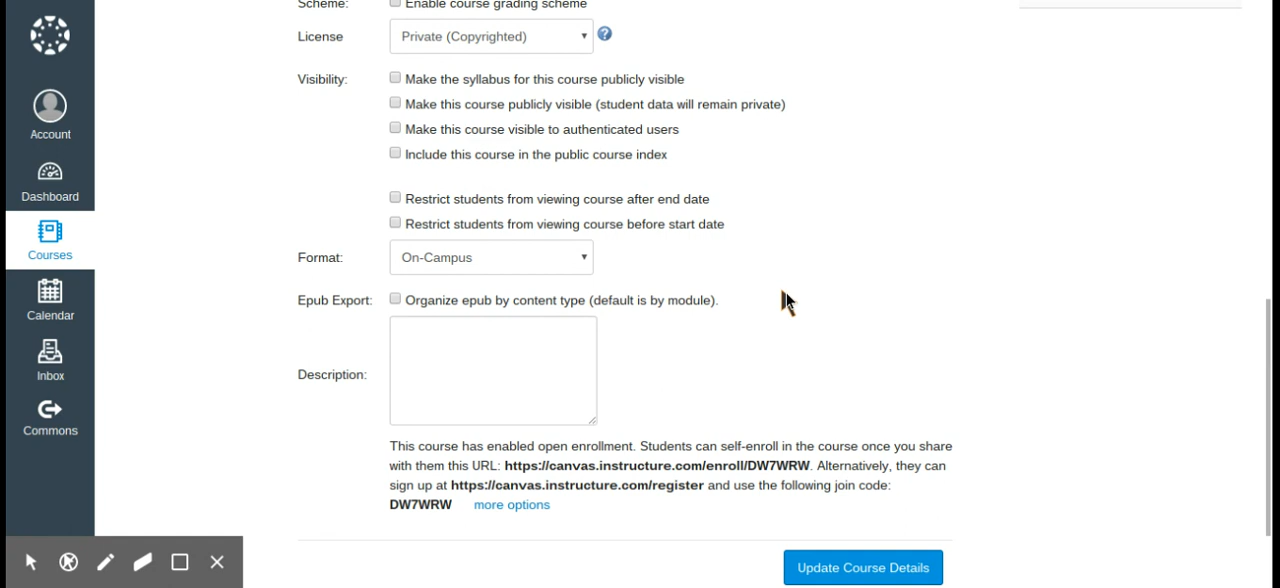 Scheme: Enable course grading scheme
License Private (Copyrighted) ?
Visibility: Make the syllabus for this course publicly visible
Make this course publicly visible (student data will remain private)
Make this course visible to authenticated users
Include this course in the public course index
Restrict students from viewing course after end date
Restrict students from viewing course before start date
Format: On-Campus
Epub Export: Organize epub by content type (default is by module).
Description:
This course has enabled open enrollment. Students can self-enroll in the course once you share
with them this URL: https://canvas.instructure.com/enroll/DW7WRW. Alternatively, they can
sign up at https://canvas.instructure.com/register and use the following join code:
DW7WRW more options
Update Course Details
Account
Dashboard
Courses
Calendar
Inbox
Commons